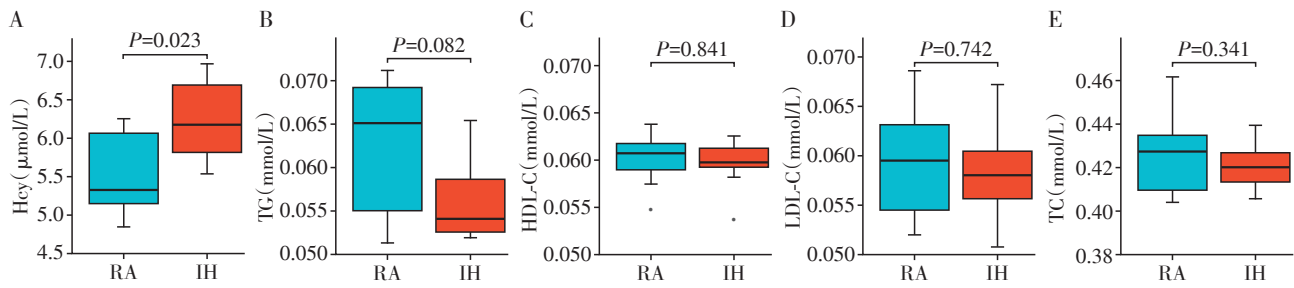 A
P=0.023
Hcy(μmol/L)
7.0
6.5
6.0
5.5
5.0
4.5
RA
IH
B
P=0.082
TG(mmol/L)
0.070
0.065
0.060
0.055
0.050
RA
IH
C
P=0.841
HDL-C(mmol/L)
0.070
0.065
0.060
0.055
0.050
RA
IH
D
P=0.742
LDL-C(mmol/L)
0.070
0.065
0.060
0.055
0.050
RA
IH
E
P=0.341
TC(mmol/L)
0.48
0.46
0.44
0.42
0.40
0.38
RA
IH